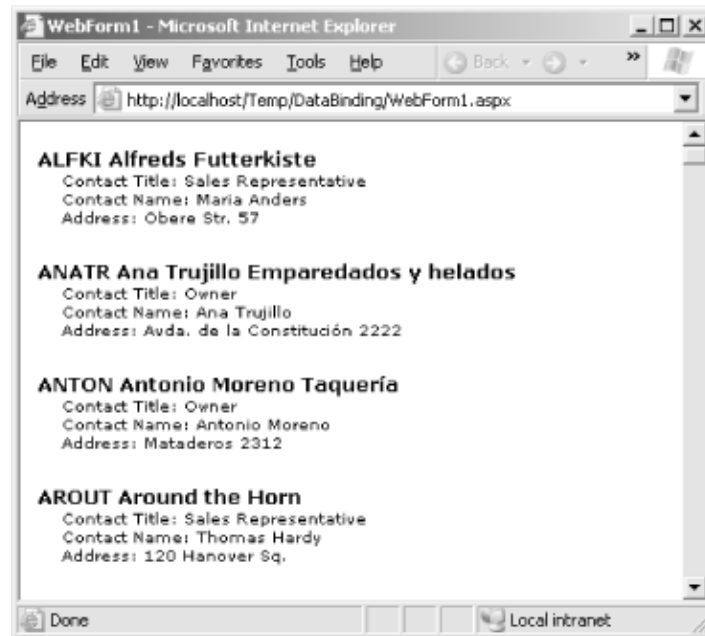 WebForm1 - Microsoft Internet Explorer
File Edit View Favorites Tools Help Back »
Address http://localhost/Temp/DataBinding/WebForm1.aspx
ALFKI Alfreds Futterkiste
Contact Title: Sales Representative
Contact Name: Maria Anders
Address: Obere Str. 57
ANATR Ana Trujillo Emparedados y helados
Contact Title: Owner
Contact Name: Ana Trujillo
Address: Avda. de la Constitución 2222
ANTON Antonio Moreno Taquería
Contact Title: Owner
Contact Name: Antonio Moreno
Address: Mataderos 2312
AROUT Around the Horn
Contact Title: Sales Representative
Contact Name: Thomas Hardy
Address: 120 Hanover Sq.
Done Local intranet